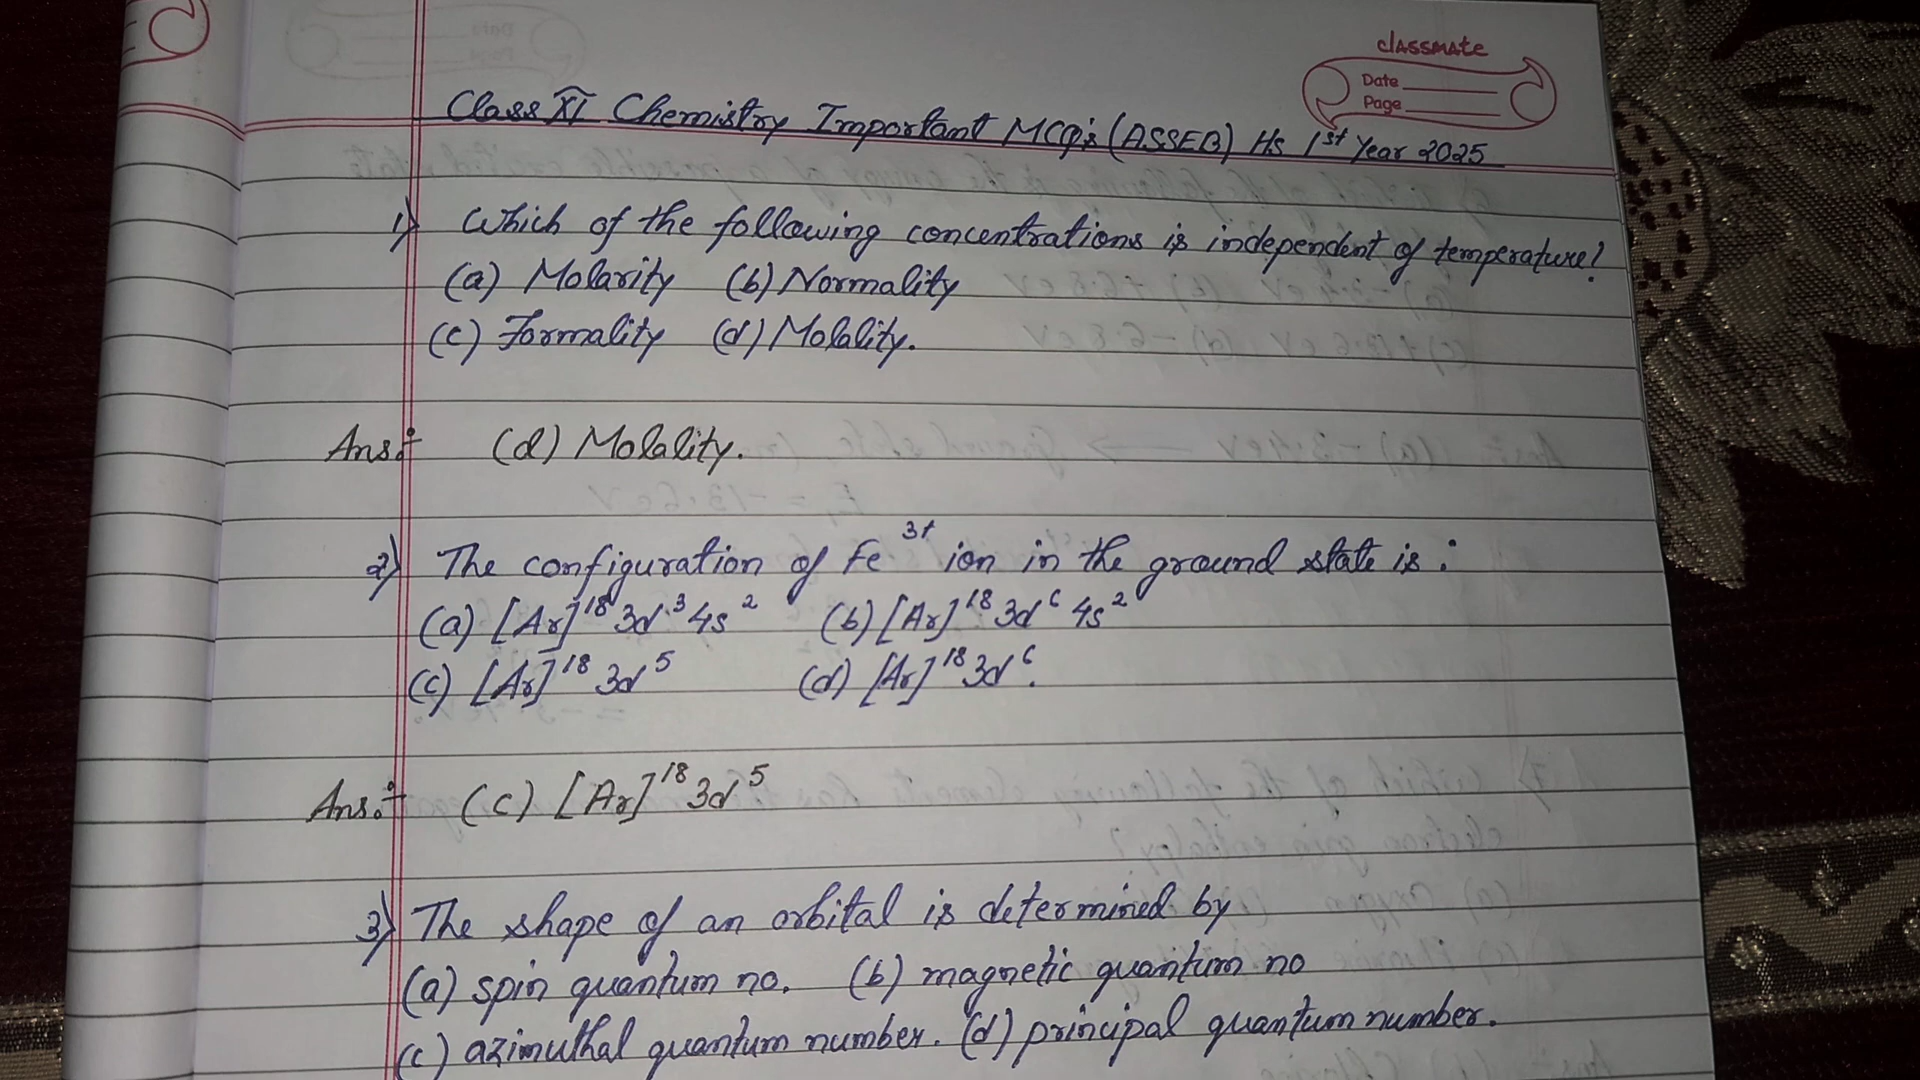 classmate
Date
Page
Class XI Chemistry Important MCQ's (ASSEB) Hs 1st Year 2025
1) Which of the following concentrations is independent of temperature?
(a) Molarity (b) Normality
(c) Formality (d) Molality.
Ans:- (d) Molality.
2) The configuration of Fe³⁺ ion in the ground state is :
(a) [Ar]¹⁸ 3d³ 4s² (b) [Ar]¹⁸ 3d⁶ 4s²
(c) [Ar]¹⁸ 3d⁵ (d) [Ar]¹⁸ 3d⁶.
Ans:- (c) [Ar]¹⁸ 3d⁵
3) The shape of an orbital is determined by
(a) spin quantum no. (b) magnetic quantum no
(c) azimuthal quantum number. (d) principal quantum number.